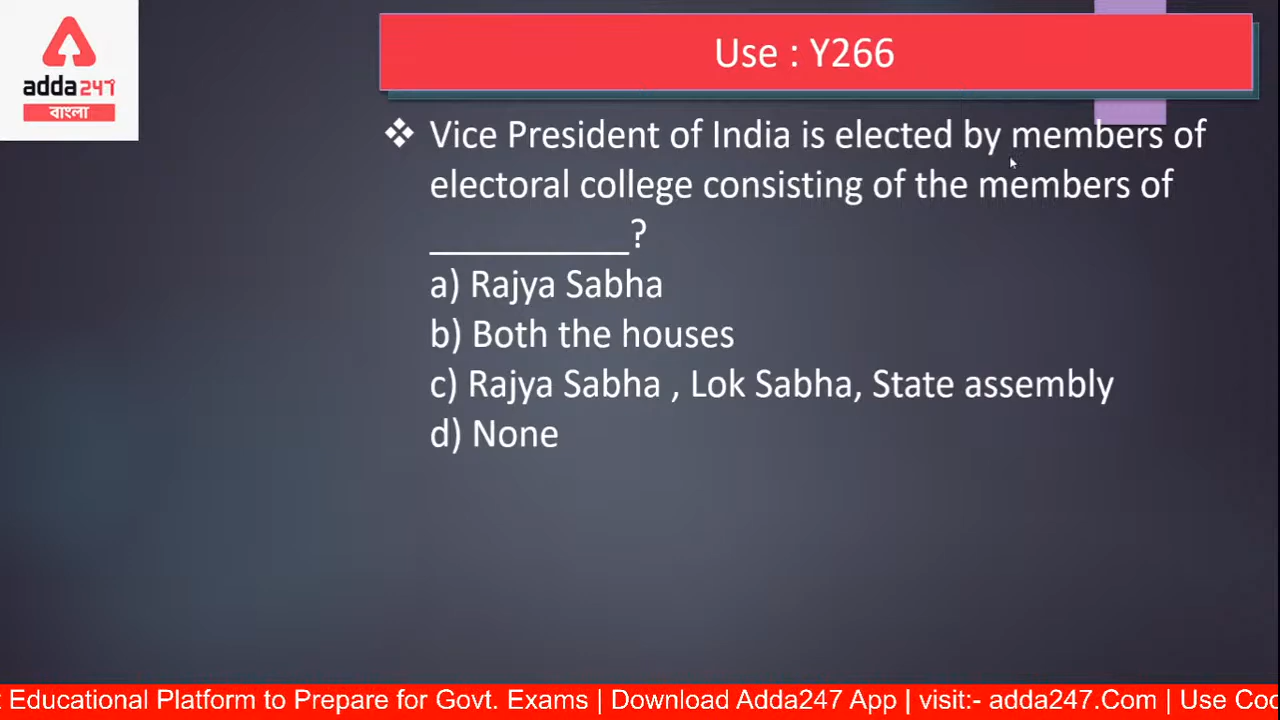 adda247
বাংলা
Use : Y266
❖ Vice President of India is elected by members of
electoral college consisting of the members of
__________?
a) Rajya Sabha
b) Both the houses
c) Rajya Sabha , Lok Sabha, State assembly
d) None
Educational Platform to Prepare for Govt. Exams | Download Adda247 App | visit:- adda247.Com | Use